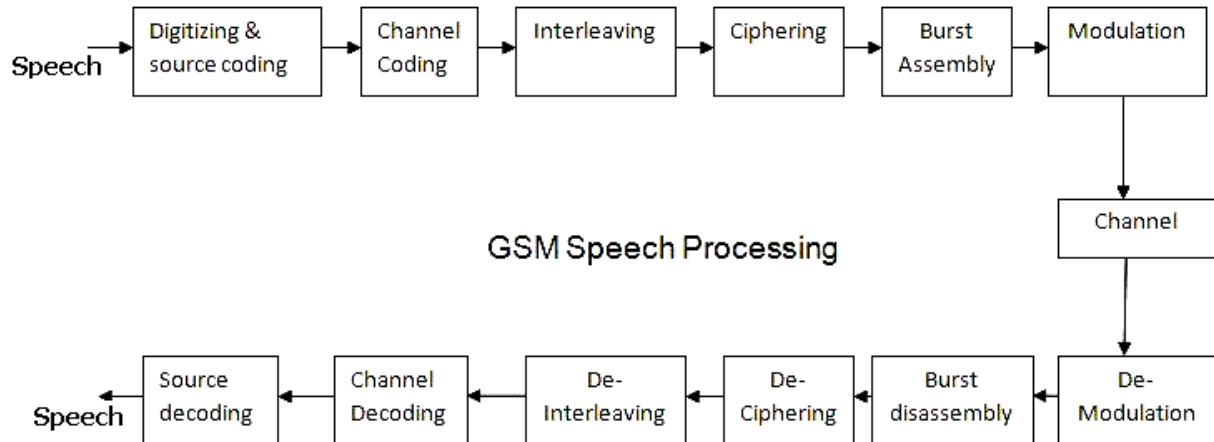 Speech
Digitizing &
source coding
Channel
Coding
Interleaving
Ciphering
Burst
Assembly
Modulation
Channel
GSM Speech Processing
Speech
Source
decoding
Channel
Decoding
De-
Interleaving
De-
Ciphering
Burst
disassembly
De-
Modulation